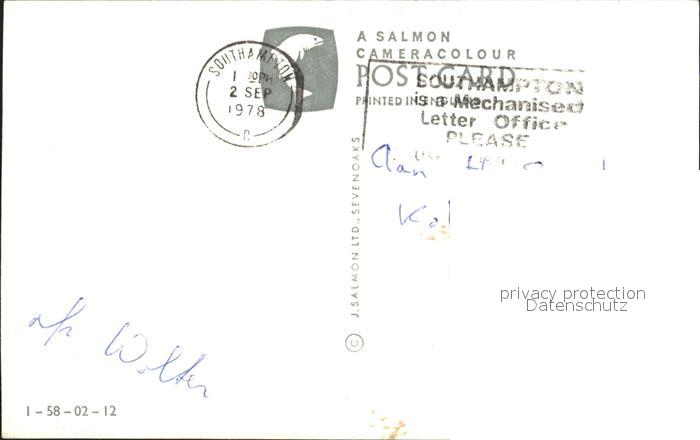 SOUTHAMPTON
1 30PM
2 SEP
1978
A SALMON
CAMERACOLOUR
POST CARD
PRINTED IN ENGLAND
SOUTHAMPTON
is a Mechanised
Letter Office
PLEASE
J. SALMON LTD., SEVENOAKS
©
privacy protection
Datenschutz
Wolter
1-58-02-12